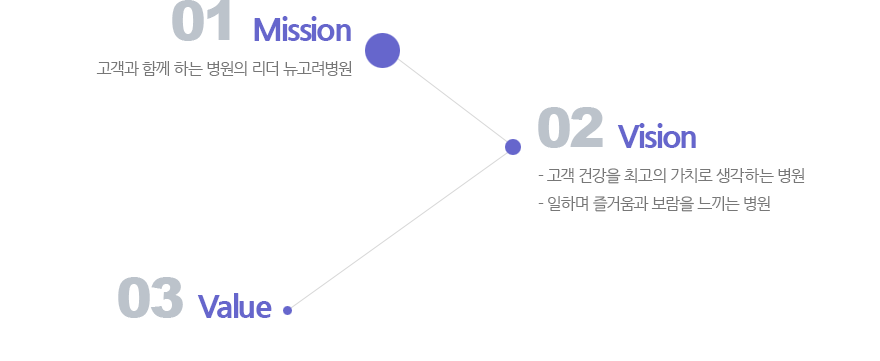 01 Mission
고객과 함께 하는 병원의 리더 뉴고려병원
02 Vision
- 고객 건강을 최고의 가치로 생각하는 병원
- 일하며 즐거움과 보람을 느끼는 병원
03 Value